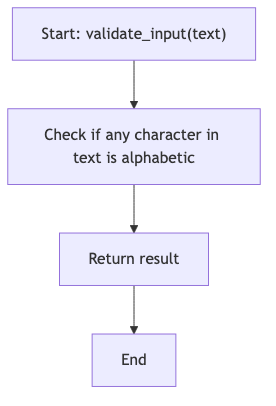 Start: validate_input(text)
Check if any character in
text is alphabetic
Return result
End